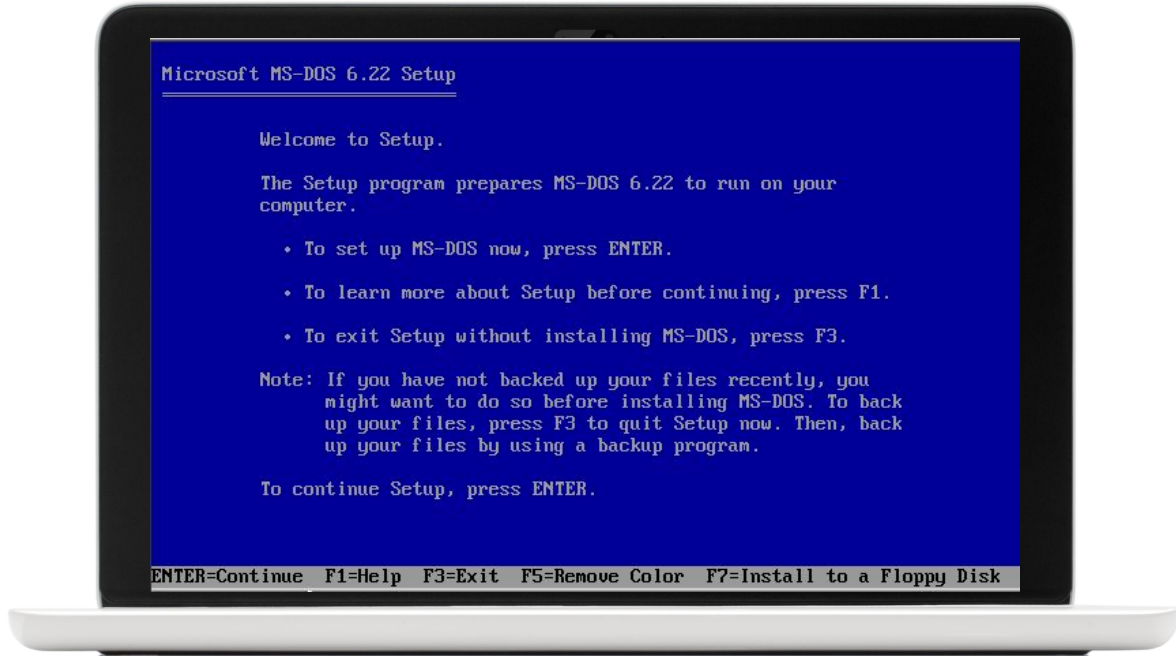 Microsoft MS-DOS 6.22 Setup
Welcome to Setup.
The Setup program prepares MS-DOS 6.22 to run on your
computer.
• To set up MS-DOS now, press ENTER.
• To learn more about Setup before continuing, press F1.
• To exit Setup without installing MS-DOS, press F3.
Note: If you have not backed up your files recently, you
might want to do so before installing MS-DOS. To back
up your files, press F3 to quit Setup now. Then, back
up your files by using a backup program.
To continue Setup, press ENTER.
ENTER=Continue F1=Help F3=Exit F5=Remove Color F7=Install to a Floppy Disk